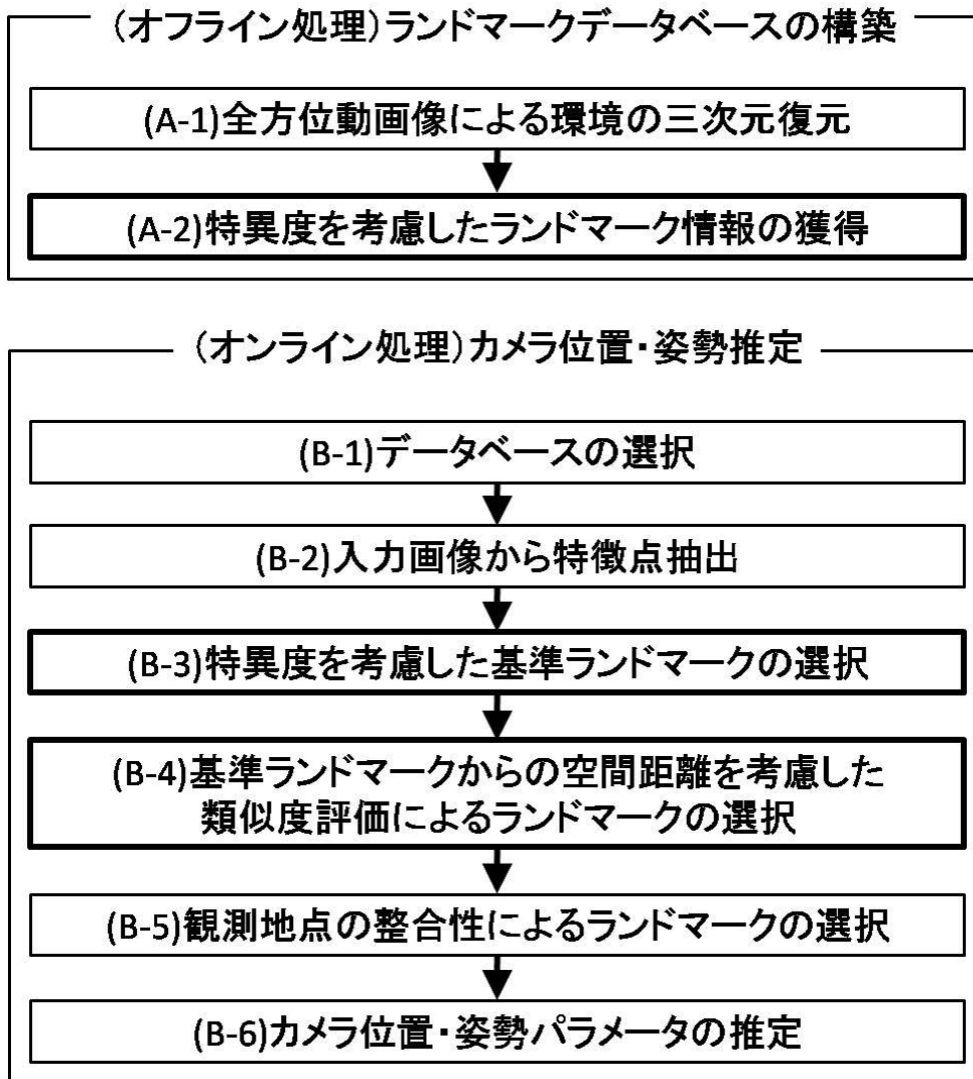 (オフライン処理)ランドマークデータベースの構築
(A-1)全方位動画像による環境の三次元復元
(A-2)特異度を考慮したランドマーク情報の獲得
(オンライン処理)カメラ位置・姿勢推定
(B-1)データベースの選択
(B-2)入力画像から特徴点抽出
(B-3)特異度を考慮した基準ランドマークの選択
(B-4)基準ランドマークからの空間距離を考慮した
類似度評価によるランドマークの選択
(B-5)観測地点の整合性によるランドマークの選択
(B-6)カメラ位置・姿勢パラメータの推定